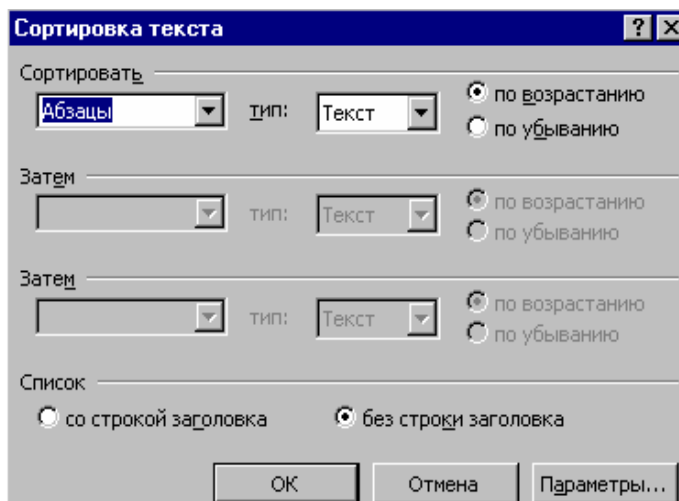 Сортировка текста
Сортировать
Абзацы тип: Текст по возрастанию
по убыванию
Затем
тип: Текст по возрастанию
по убыванию
Затем
тип: Текст по возрастанию
по убыванию
Список
со строкой заголовка без строки заголовка
ОК Отмена Параметры...